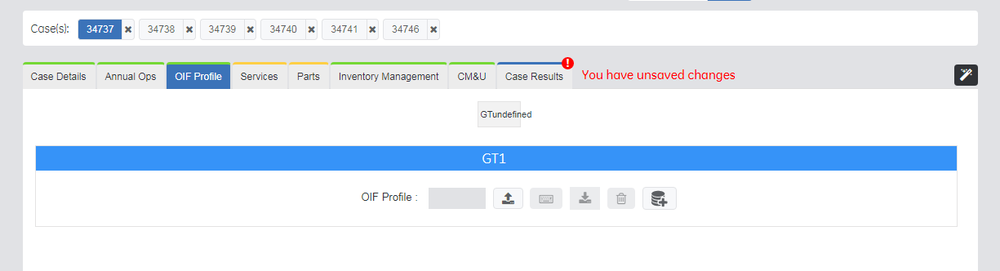 Case(s): 34737 34738 34739 34740 34741 34746
Case Details Annual Ops OIF Profile Services Parts Inventory Management CM&U Case Results ! You have unsaved changes
GTundefined
GT1
OIF Profile :